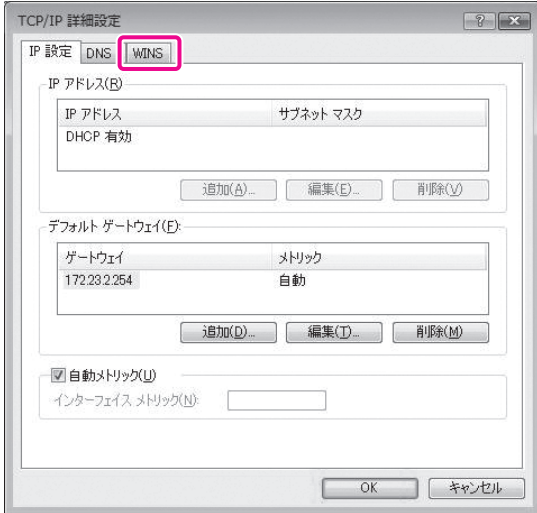 TCP/IP 詳細設定
IP 設定 DNS WINS
IP アドレス(R)
IP アドレス サブネット マスク
DHCP 有効
追加(A)... 編集(E)... 削除(V)
デフォルト ゲートウェイ(F):
ゲートウェイ メトリック
172.23.2.254 自動
追加(D)... 編集(T)... 削除(M)
自動メトリック(U)
インターフェイス メトリック(N):
OK キャンセル